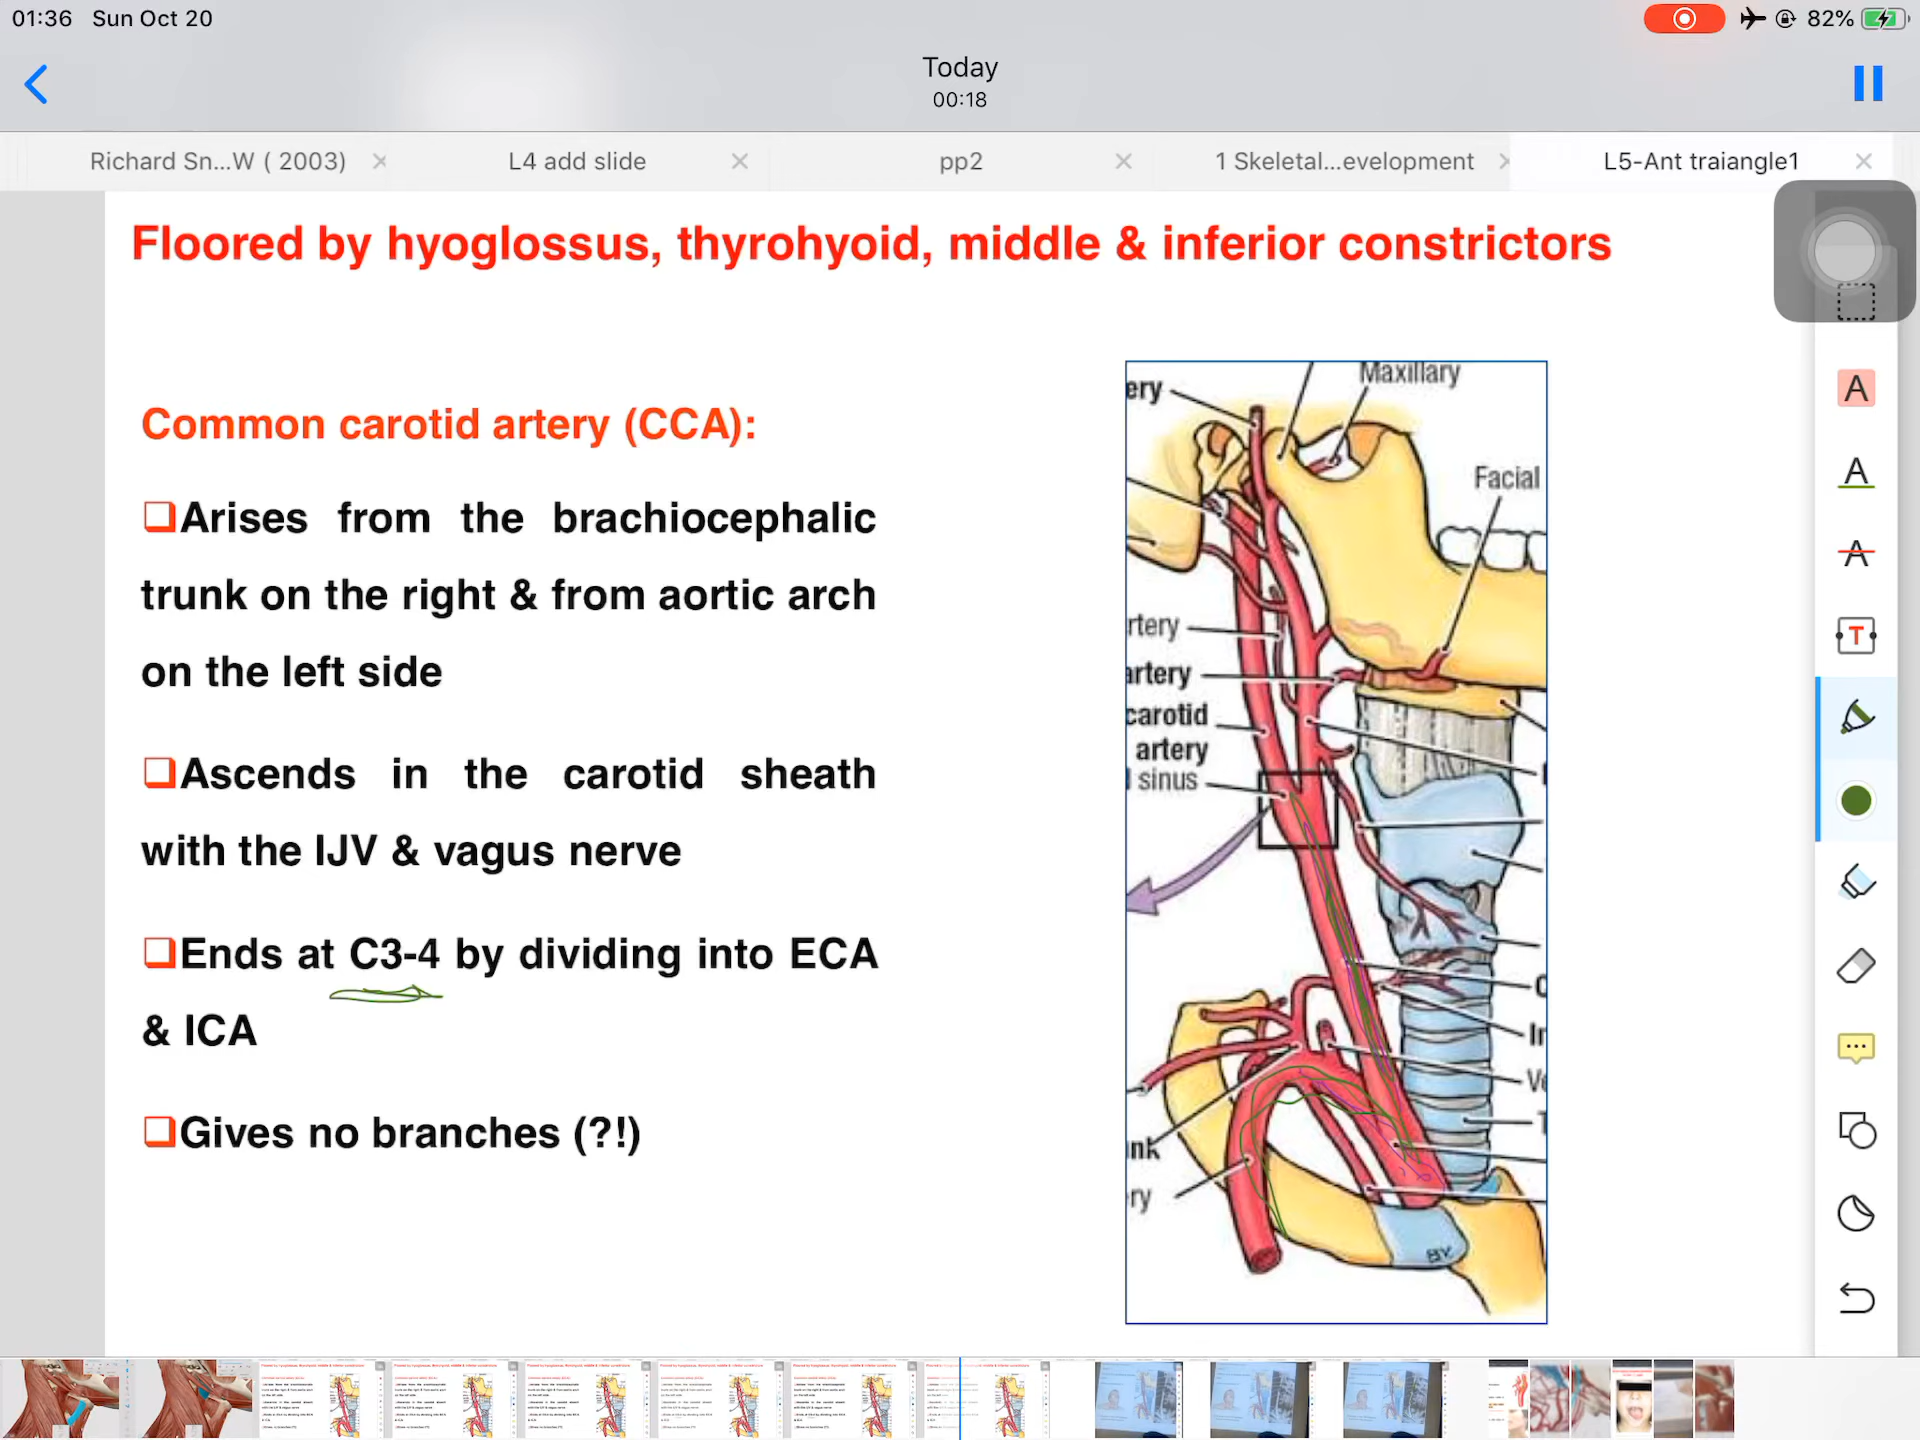 01:36 Sun Oct 20
82%
Today
00:18
Richard Sn...W ( 2003)
L4 add slide
pp2
1 Skeletal...evelopment
L5-Ant traiangle1
Floored by hyoglossus, thyrohyoid, middle & inferior constrictors
Common carotid artery (CCA):
Arises from the brachiocephalic
trunk on the right & from aortic arch
on the left side
Ascends in the carotid sheath
with the IJV & vagus nerve
Ends at C3-4 by dividing into ECA
& ICA
Gives no branches (?!)
ery
Maxillary
Facial
rtery
artery
carotid
artery
sinus
In
nk
ry
A
A
A
T